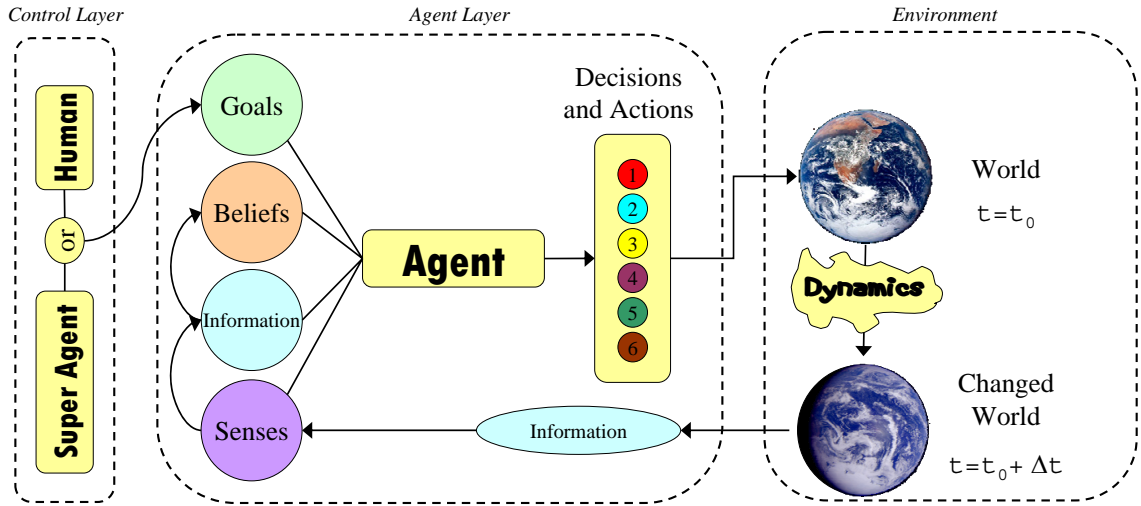 Control Layer
Agent Layer
Environment
Human
or
Super Agent
Goals
Beliefs
Information
Senses
Agent
Decisions
and Actions
1
2
3
4
5
6
Information
World
t=t₀
Dynamics
Changed
World
t=t₀+ Δt